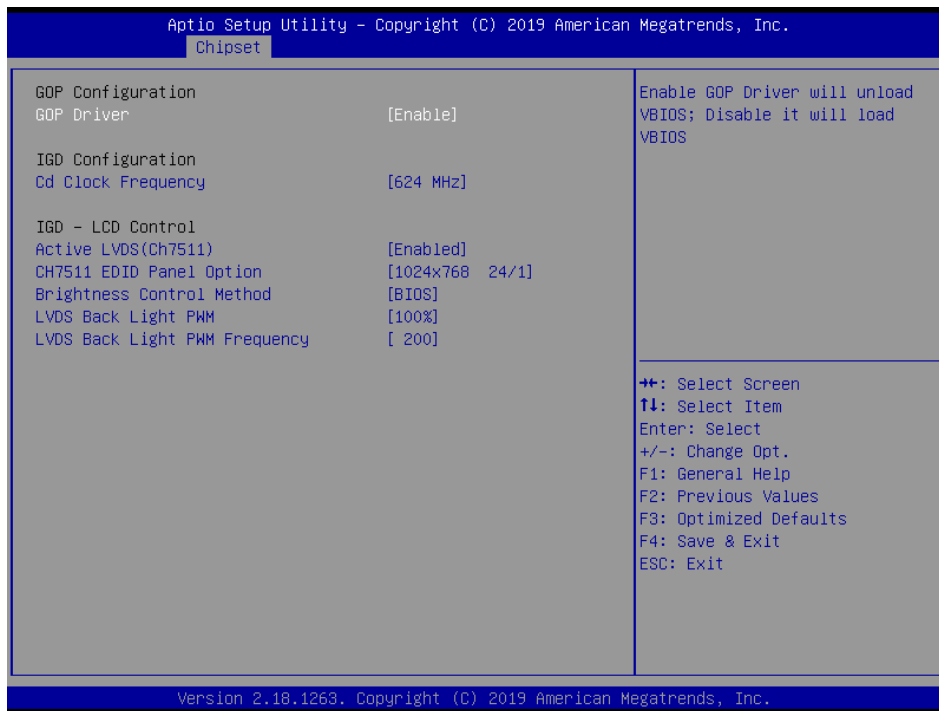 Aptio Setup Utility – Copyright (C) 2019 American Megatrends, Inc.
Chipset
GOP Configuration
GOP Driver [Enable]
IGD Configuration
Cd Clock Frequency [624 MHz]
IGD – LCD Control
Active LVDS(Ch7511) [Enabled]
CH7511 EDID Panel Option [1024x768 24/1]
Brightness Control Method [BIOS]
LVDS Back Light PWM [100%]
LVDS Back Light PWM Frequency [ 200]
Enable GOP Driver will unload
VBIOS; Disable it will load
VBIOS
→←: Select Screen
↑↓: Select Item
Enter: Select
+/-: Change Opt.
F1: General Help
F2: Previous Values
F3: Optimized Defaults
F4: Save & Exit
ESC: Exit
Version 2.18.1263. Copyright (C) 2019 American Megatrends, Inc.